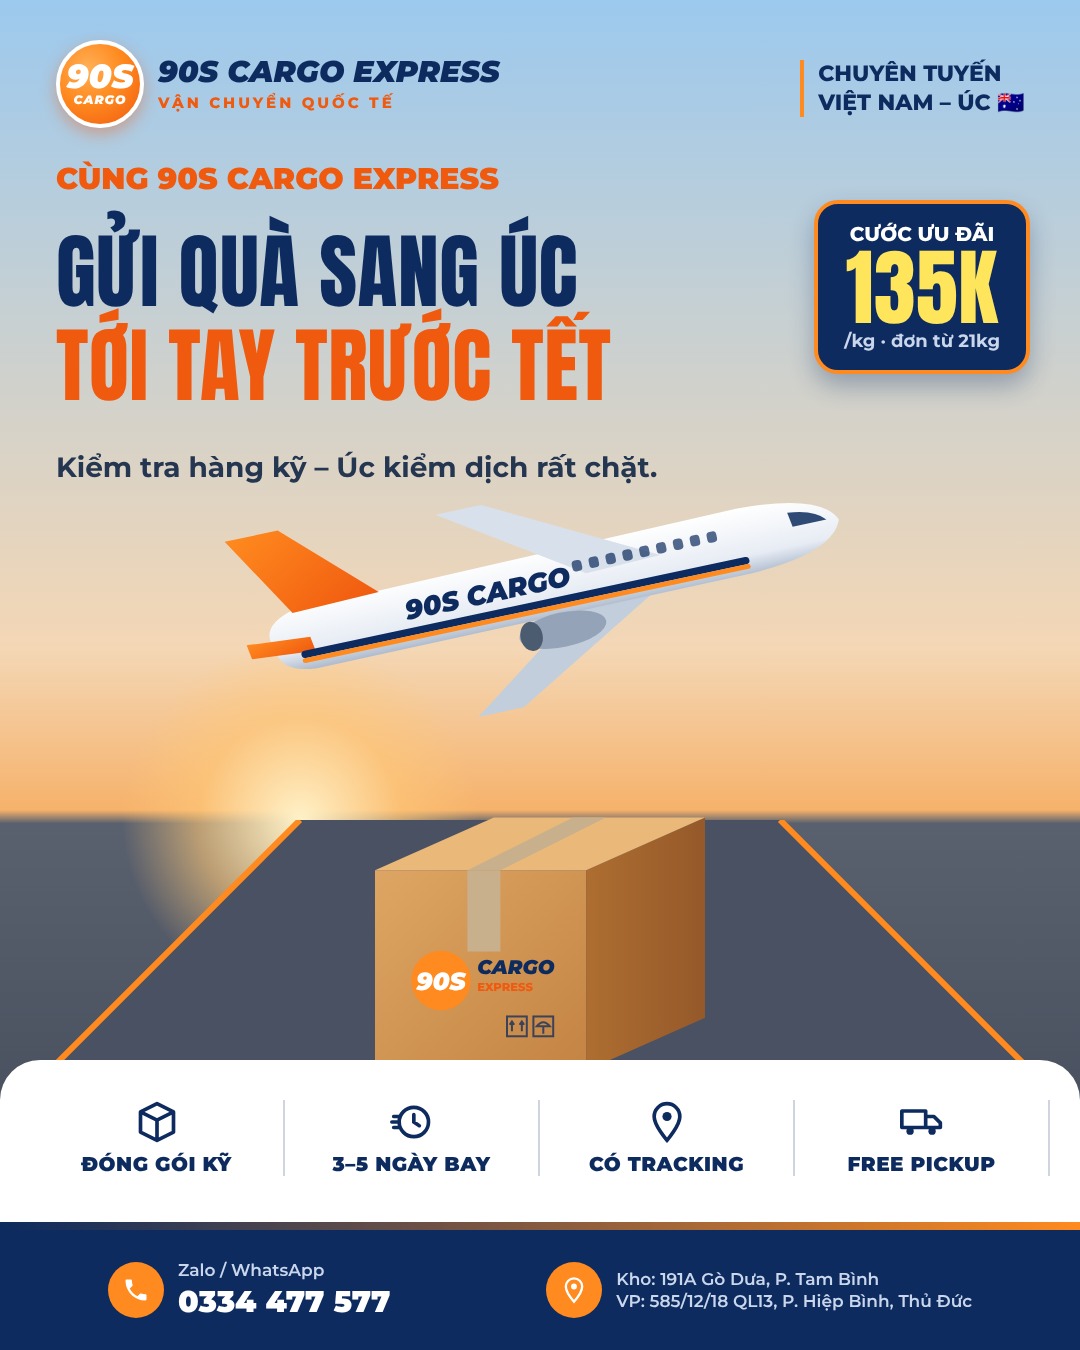 90S
CARGO
90S CARGO EXPRESS
VẬN CHUYỂN QUỐC TẾ
CHUYÊN TUYẾN
VIỆT NAM – ÚC 🇦🇺
CÙNG 90S CARGO EXPRESS
GỬI QUÀ SANG ÚC
TỚI TAY TRƯỚC TẾT
CƯỚC ƯU ĐÃI
135K
/kg · đơn từ 21kg
Kiểm tra hàng kỹ – Úc kiểm dịch rất chặt.
90S CARGO
90S
CARGO
EXPRESS
ĐÓNG GÓI KỸ
3–5 NGÀY BAY
CÓ TRACKING
FREE PICKUP
Zalo / WhatsApp
0334 477 577
Kho: 191A Gò Dưa, P. Tam Bình
VP: 585/12/18 QL13, P. Hiệp Bình, Thủ Đức